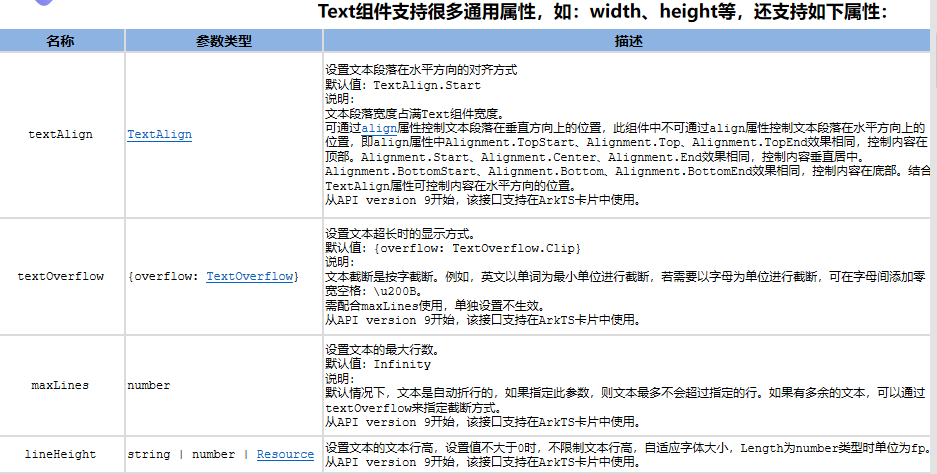 Text组件支持很多通用属性，如：width、height等，还支持如下属性：
名称 参数类型 描述
textAlign
TextAlign
设置文本段落在水平方向的对齐方式
默认值：TextAlign.Start
说明：
文本段落宽度占满Text组件宽度。
可通过align属性控制文本段落在垂直方向上的位置，此组件中不可通过align属性控制文本段落在水平方向上的
位置，即align属性中Alignment.TopStart、Alignment.Top、Alignment.TopEnd效果相同，控制内容在
顶部。Alignment.Start、Alignment.Center、Alignment.End效果相同，控制内容垂直居中。
Alignment.BottomStart、Alignment.Bottom、Alignment.BottomEnd效果相同，控制内容在底部。结合
TextAlign属性可控制内容在水平方向的位置。
从API version 9开始，该接口支持在ArkTS卡片中使用。
textOverflow
{overflow: TextOverflow}
设置文本超长时的显示方式。
默认值：{overflow: TextOverflow.Clip}
说明：
文本截断是按字截断。例如，英文以单词为最小单位进行截断，若需要以字母为单位进行截断，可在字母间添加零
宽空格：\u200B。
需配合maxLines使用，单独设置不生效。
从API version 9开始，该接口支持在ArkTS卡片中使用。
maxLines
number
设置文本的最大行数。
默认值：Infinity
说明：
默认情况下，文本是自动折行的，如果指定此参数，则文本最多不会超过指定的行。如果有多余的文本，可以通过
textOverflow来指定截断方式。
从API version 9开始，该接口支持在ArkTS卡片中使用。
lineHeight
string | number | Resource
设置文本的文本行高，设置值不大于0时，不限制文本行高，自适应字体大小，Length为number类型时单位为fp。
从API version 9开始，该接口支持在ArkTS卡片中使用。